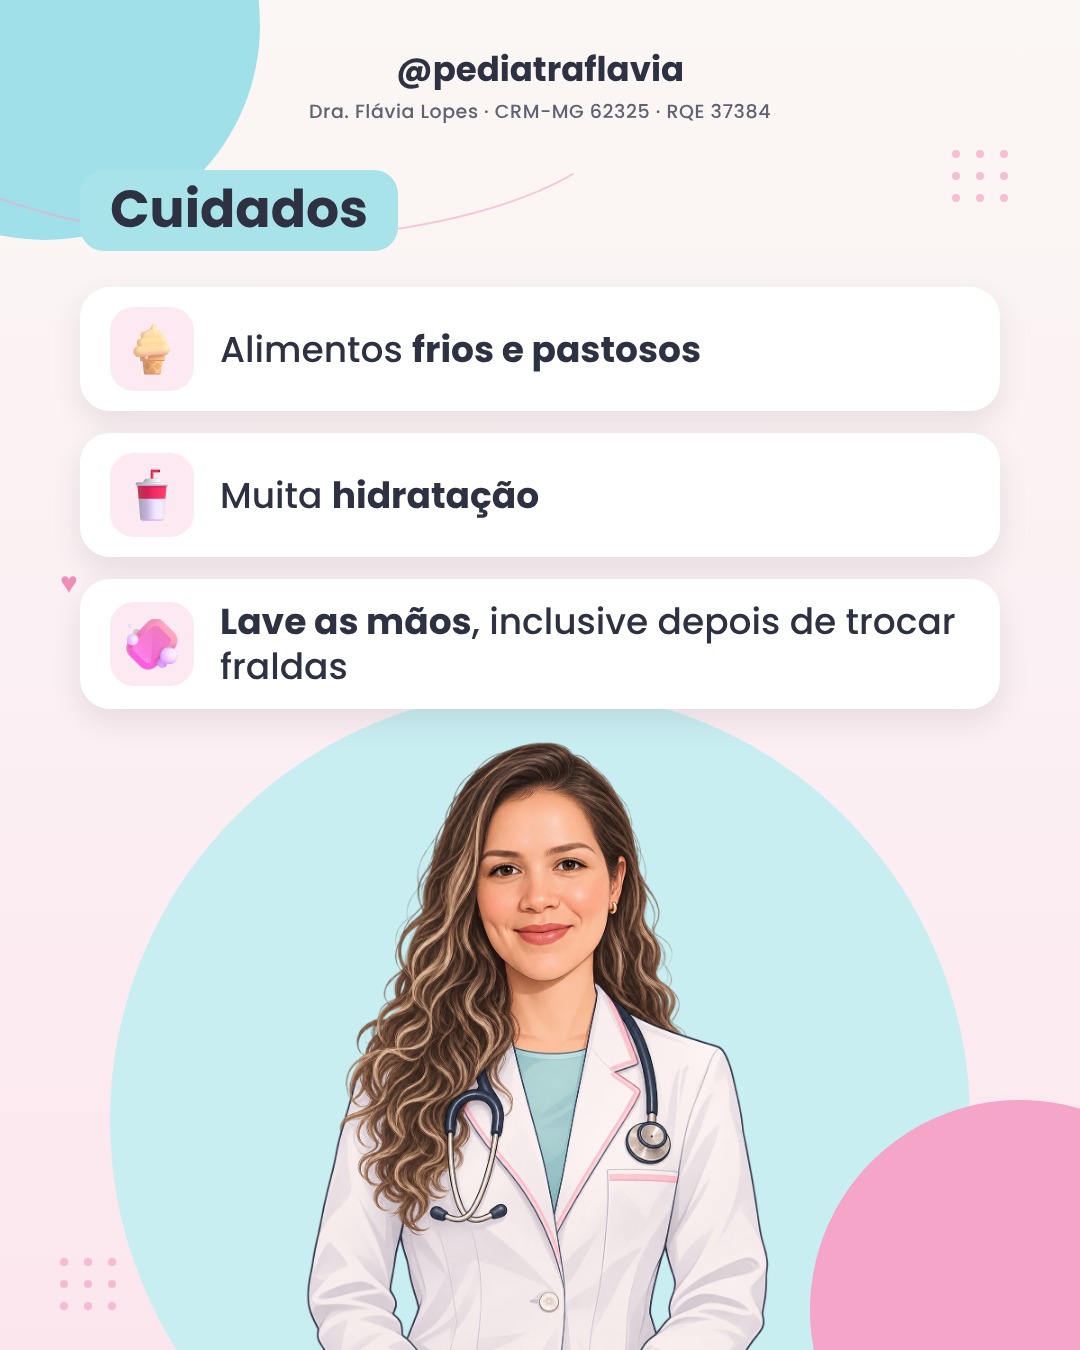 @pediatraflavia
Dra. Flávia Lopes · CRM-MG 62325 · RQE 37384
Cuidados
Alimentos frios e pastosos
Muita hidratação
Lave as mãos, inclusive depois de trocar
fraldas